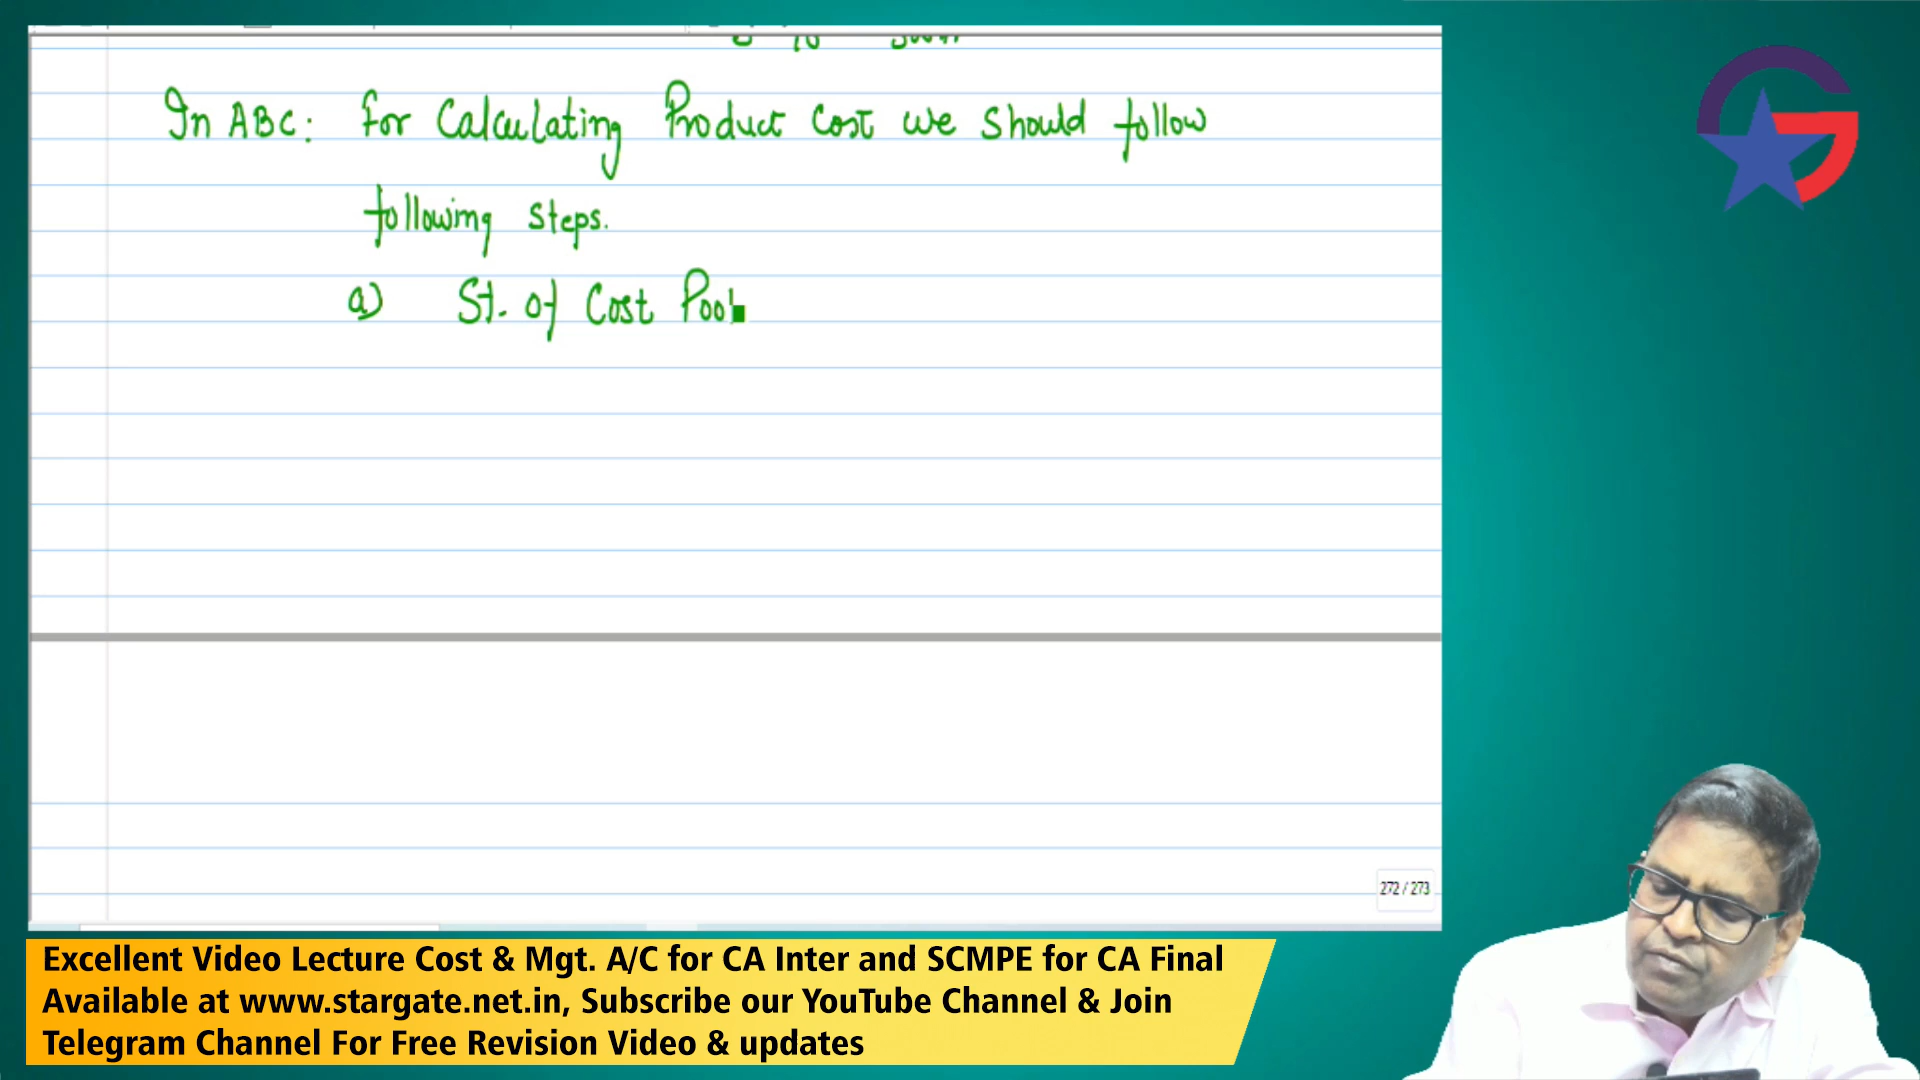 In ABC: For Calculating Product Cost we should follow
following steps.
a) St. of Cost Pool
272 / 273
Excellent Video Lecture Cost & Mgt. A/C for CA Inter and SCMPE for CA Final
Available at www.stargate.net.in, Subscribe our YouTube Channel & Join
Telegram Channel For Free Revision Video & updates